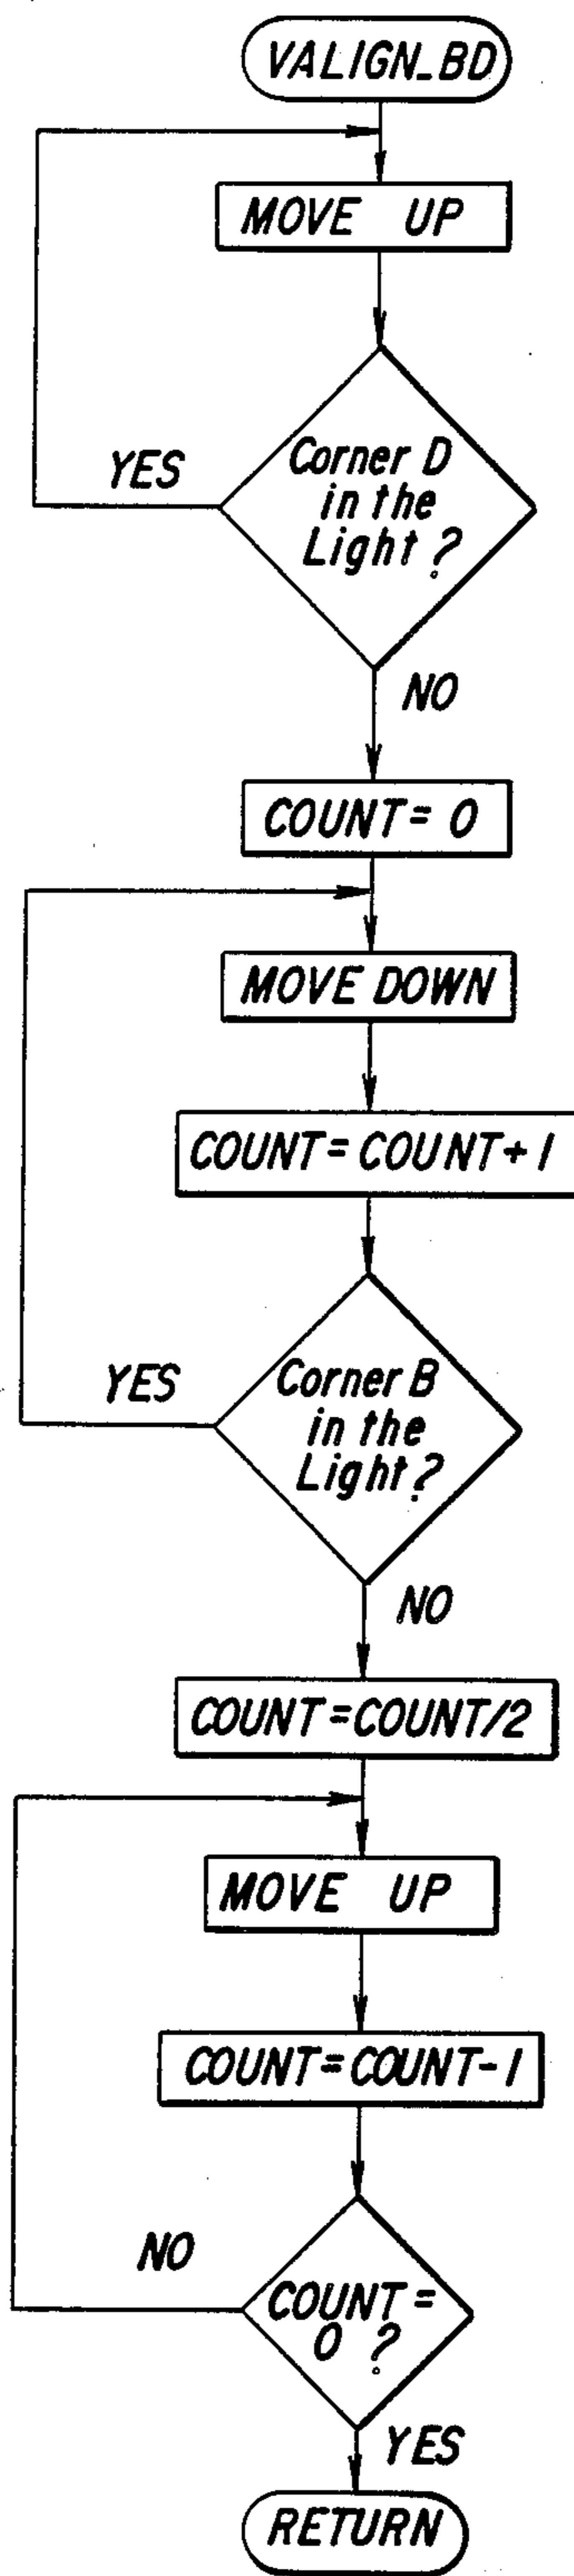 VALIGN_BD
MOVE UP
Corner D
in the
Light ?
YES
NO
COUNT = 0
MOVE DOWN
COUNT = COUNT + 1
Corner B
in the
Light ?
YES
NO
COUNT = COUNT/2
MOVE UP
COUNT = COUNT - 1
COUNT =
0 ?
NO
YES
RETURN